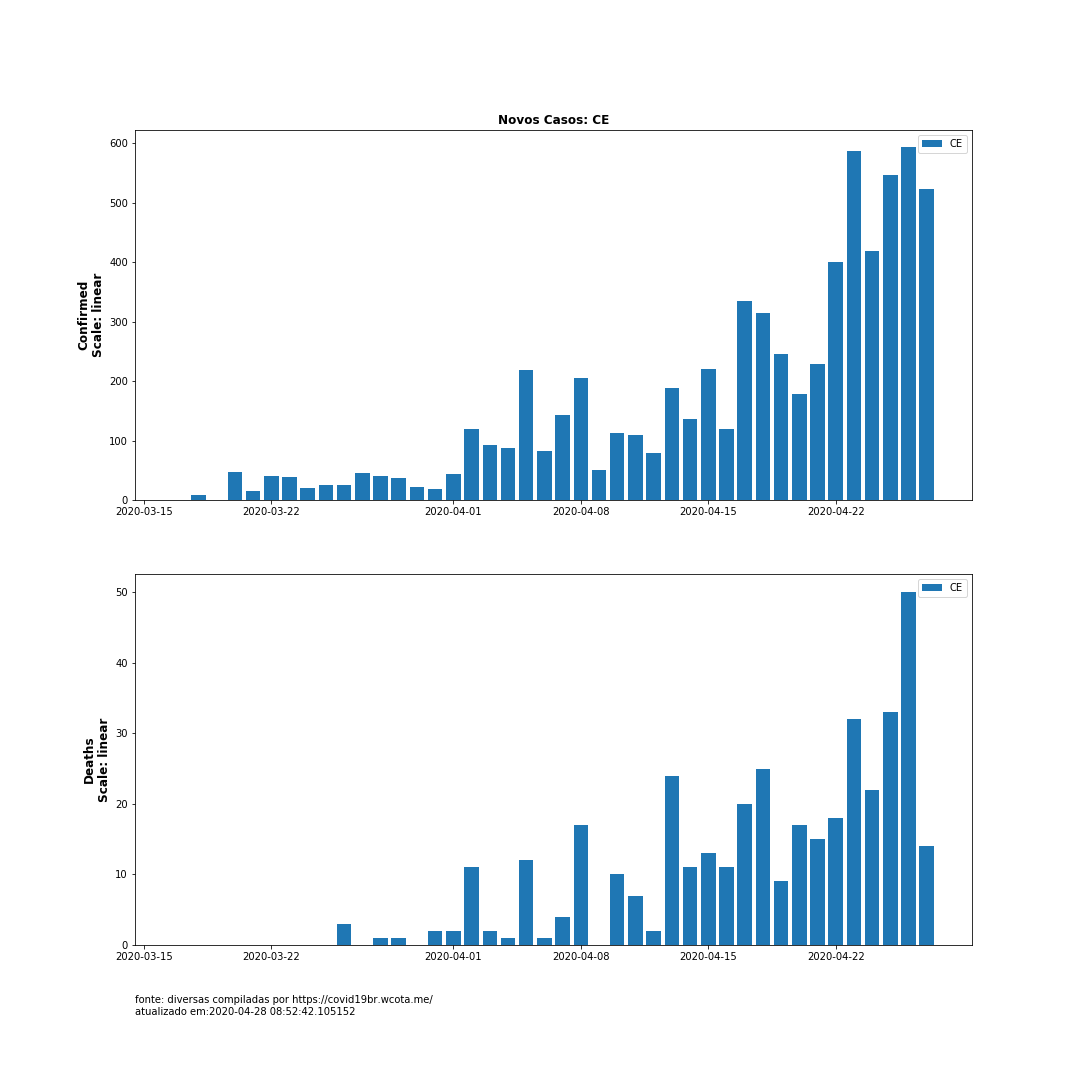 Novos Casos: CE
CE
Confirmed
Scale: linear
600
500
400
300
200
100
0
2020-03-15 2020-03-22 2020-04-01 2020-04-08 2020-04-15 2020-04-22
CE
Deaths
Scale: linear
50
40
30
20
10
0
2020-03-15 2020-03-22 2020-04-01 2020-04-08 2020-04-15 2020-04-22
fonte: diversas compiladas por https://covid19br.wcota.me/
atualizado em:2020-04-28 08:52:42.105152